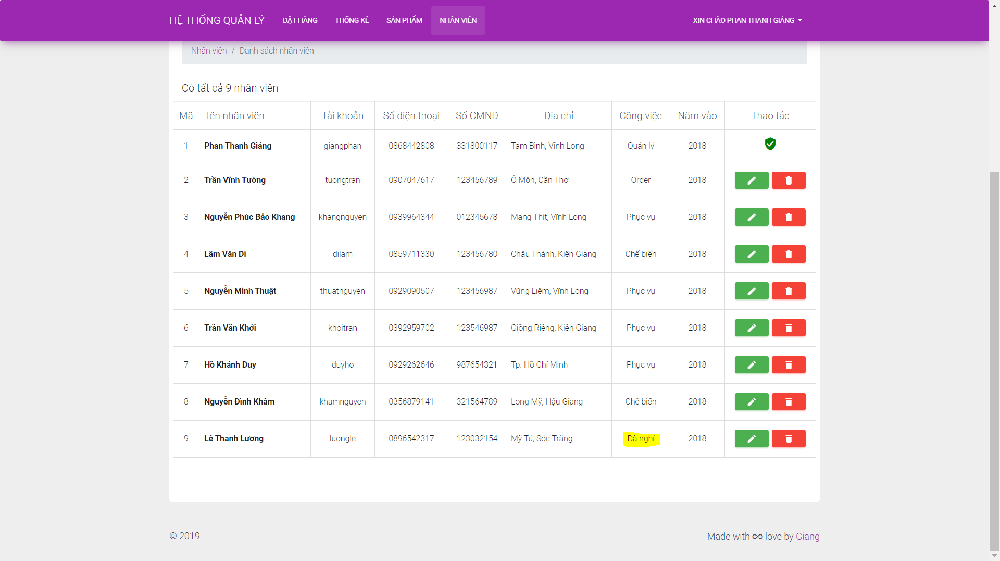 HỆ THỐNG QUẢN LÝ ĐẶT HÀNG THỐNG KÊ SẢN PHẨM NHÂN VIÊN XIN CHÀO PHAN THANH GIẢNG
Nhân viên / Danh sách nhân viên
Có tất cả 9 nhân viên
Mã Tên nhân viên Tài khoản Số điện thoại Số CMND Địa chỉ Công việc Năm vào Thao tác
1 Phan Thanh Giảng giangphan 0868442808 331800117 Tam Bình, Vĩnh Long Quản lý 2018
2 Trần Vĩnh Tường tuongtran 0907047617 123456789 Ô Môn, Cần Thơ Order 2018
3 Nguyễn Phúc Bảo Khang khangnguyen 0939964344 012345678 Mang Thít, Vĩnh Long Phục vụ 2018
4 Lâm Văn Di dilam 0859711330 123456780 Châu Thành, Kiên Giang Chế biến 2018
5 Nguyễn Minh Thuật thuatnguyen 0929090507 123456987 Vũng Liêm, Vĩnh Long Phục vụ 2018
6 Trần Văn Khởi khoitran 0392959702 123546987 Giồng Riềng, Kiên Giang Phục vụ 2018
7 Hồ Khánh Duy duyho 0929262646 987654321 Tp. Hồ Chí Minh Phục vụ 2018
8 Nguyễn Đình Khâm khamnguyen 0356879141 321564789 Long Mỹ, Hậu Giang Chế biến 2018
9 Lê Thanh Lương luongle 0896542317 123032154 Mỹ Tú, Sóc Trăng Đã nghỉ 2018
© 2019 Made with ∞ love by Giang